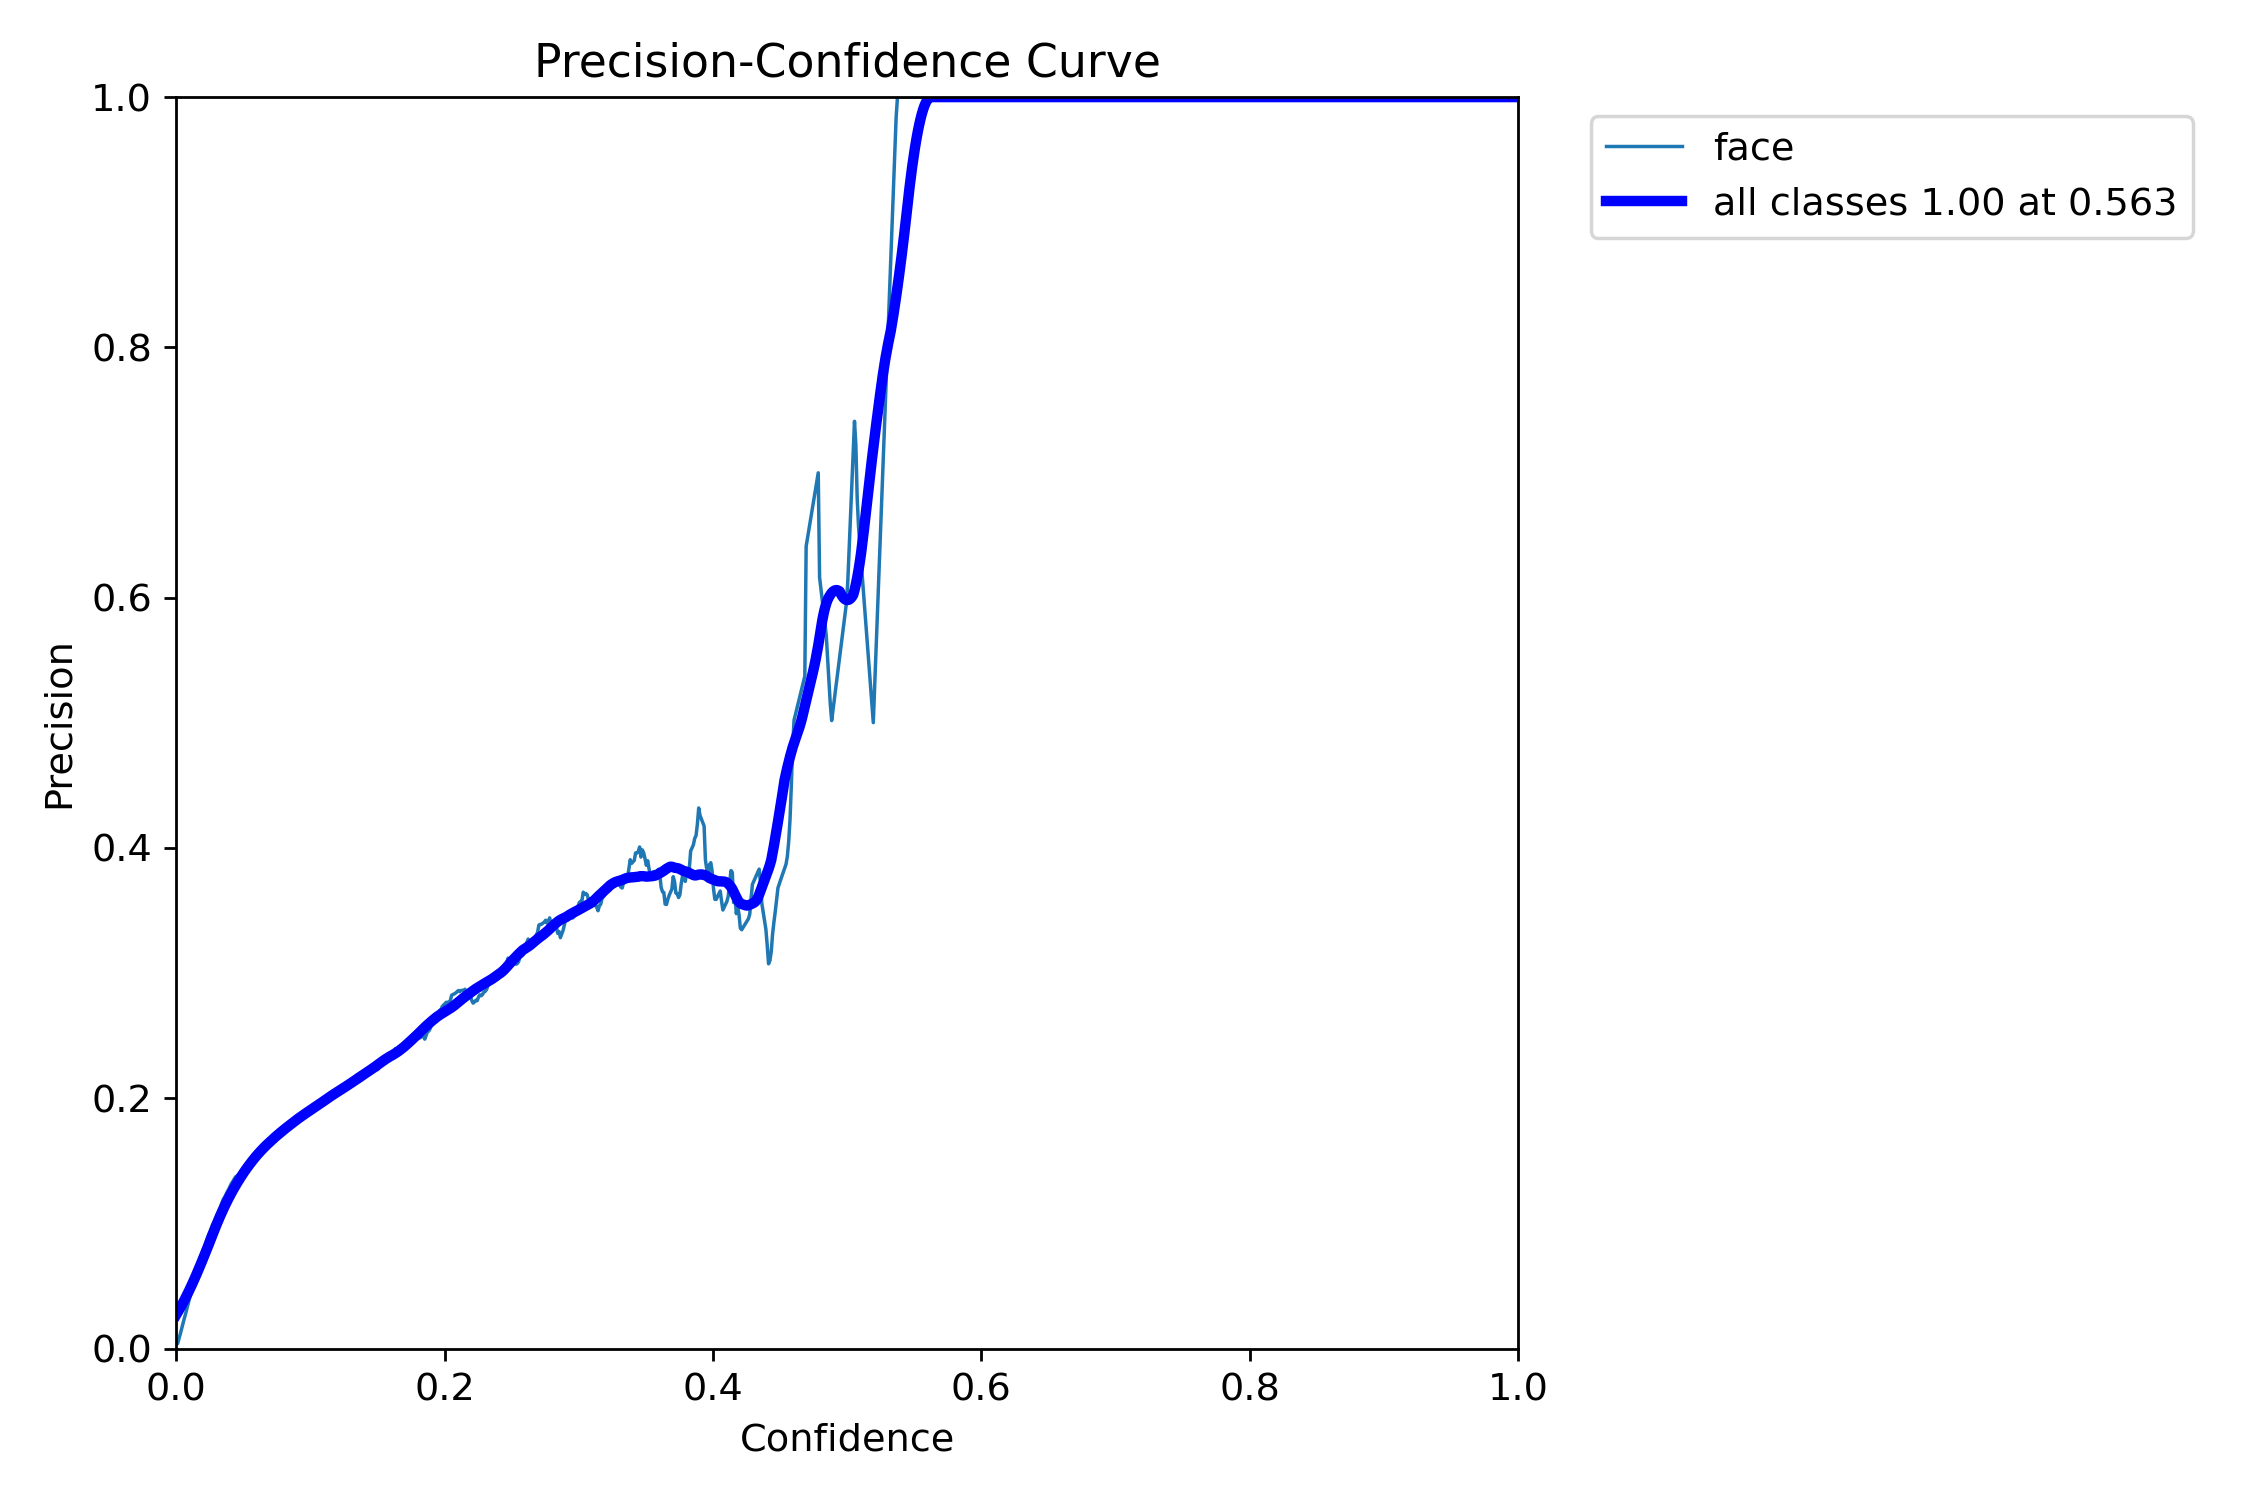 Precision-Confidence Curve
face
all classes 1.00 at 0.563
1.0
0.8
0.6
0.4
0.2
0.0
Precision
0.0 0.2 0.4 0.6 0.8 1.0
Confidence